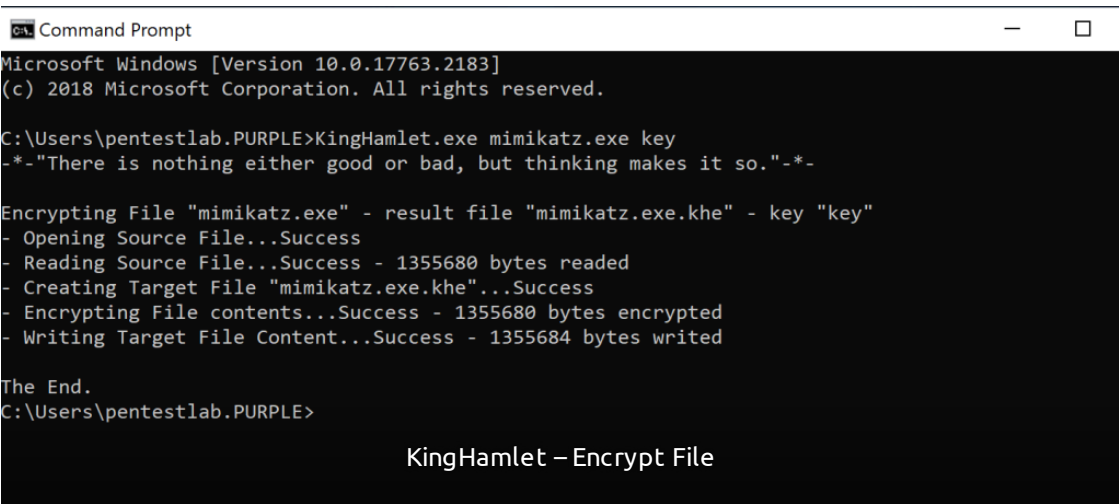 Command Prompt
Microsoft Windows [Version 10.0.17763.2183]
(c) 2018 Microsoft Corporation. All rights reserved.
C:\Users\pentestlab.PURPLE>KingHamlet.exe mimikatz.exe key
-*-"There is nothing either good or bad, but thinking makes it so."-*-
Encrypting File "mimikatz.exe" - result file "mimikatz.exe.khe" - key "key"
- Opening Source File...Success
- Reading Source File...Success - 1355680 bytes readed
- Creating Target File "mimikatz.exe.khe"...Success
- Encrypting File contents...Success - 1355680 bytes encrypted
- Writing Target File Content...Success - 1355684 bytes writed
The End.
C:\Users\pentestlab.PURPLE>
KingHamlet – Encrypt File